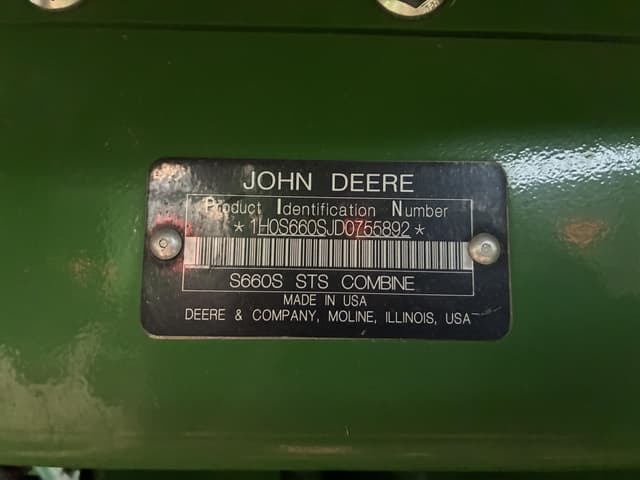 JOHN DEERE
Product Identification Number
*1H0S660SJD0755892*
S660S STS COMBINE
MADE IN USA
DEERE & COMPANY, MOLINE, ILLINOIS, USA